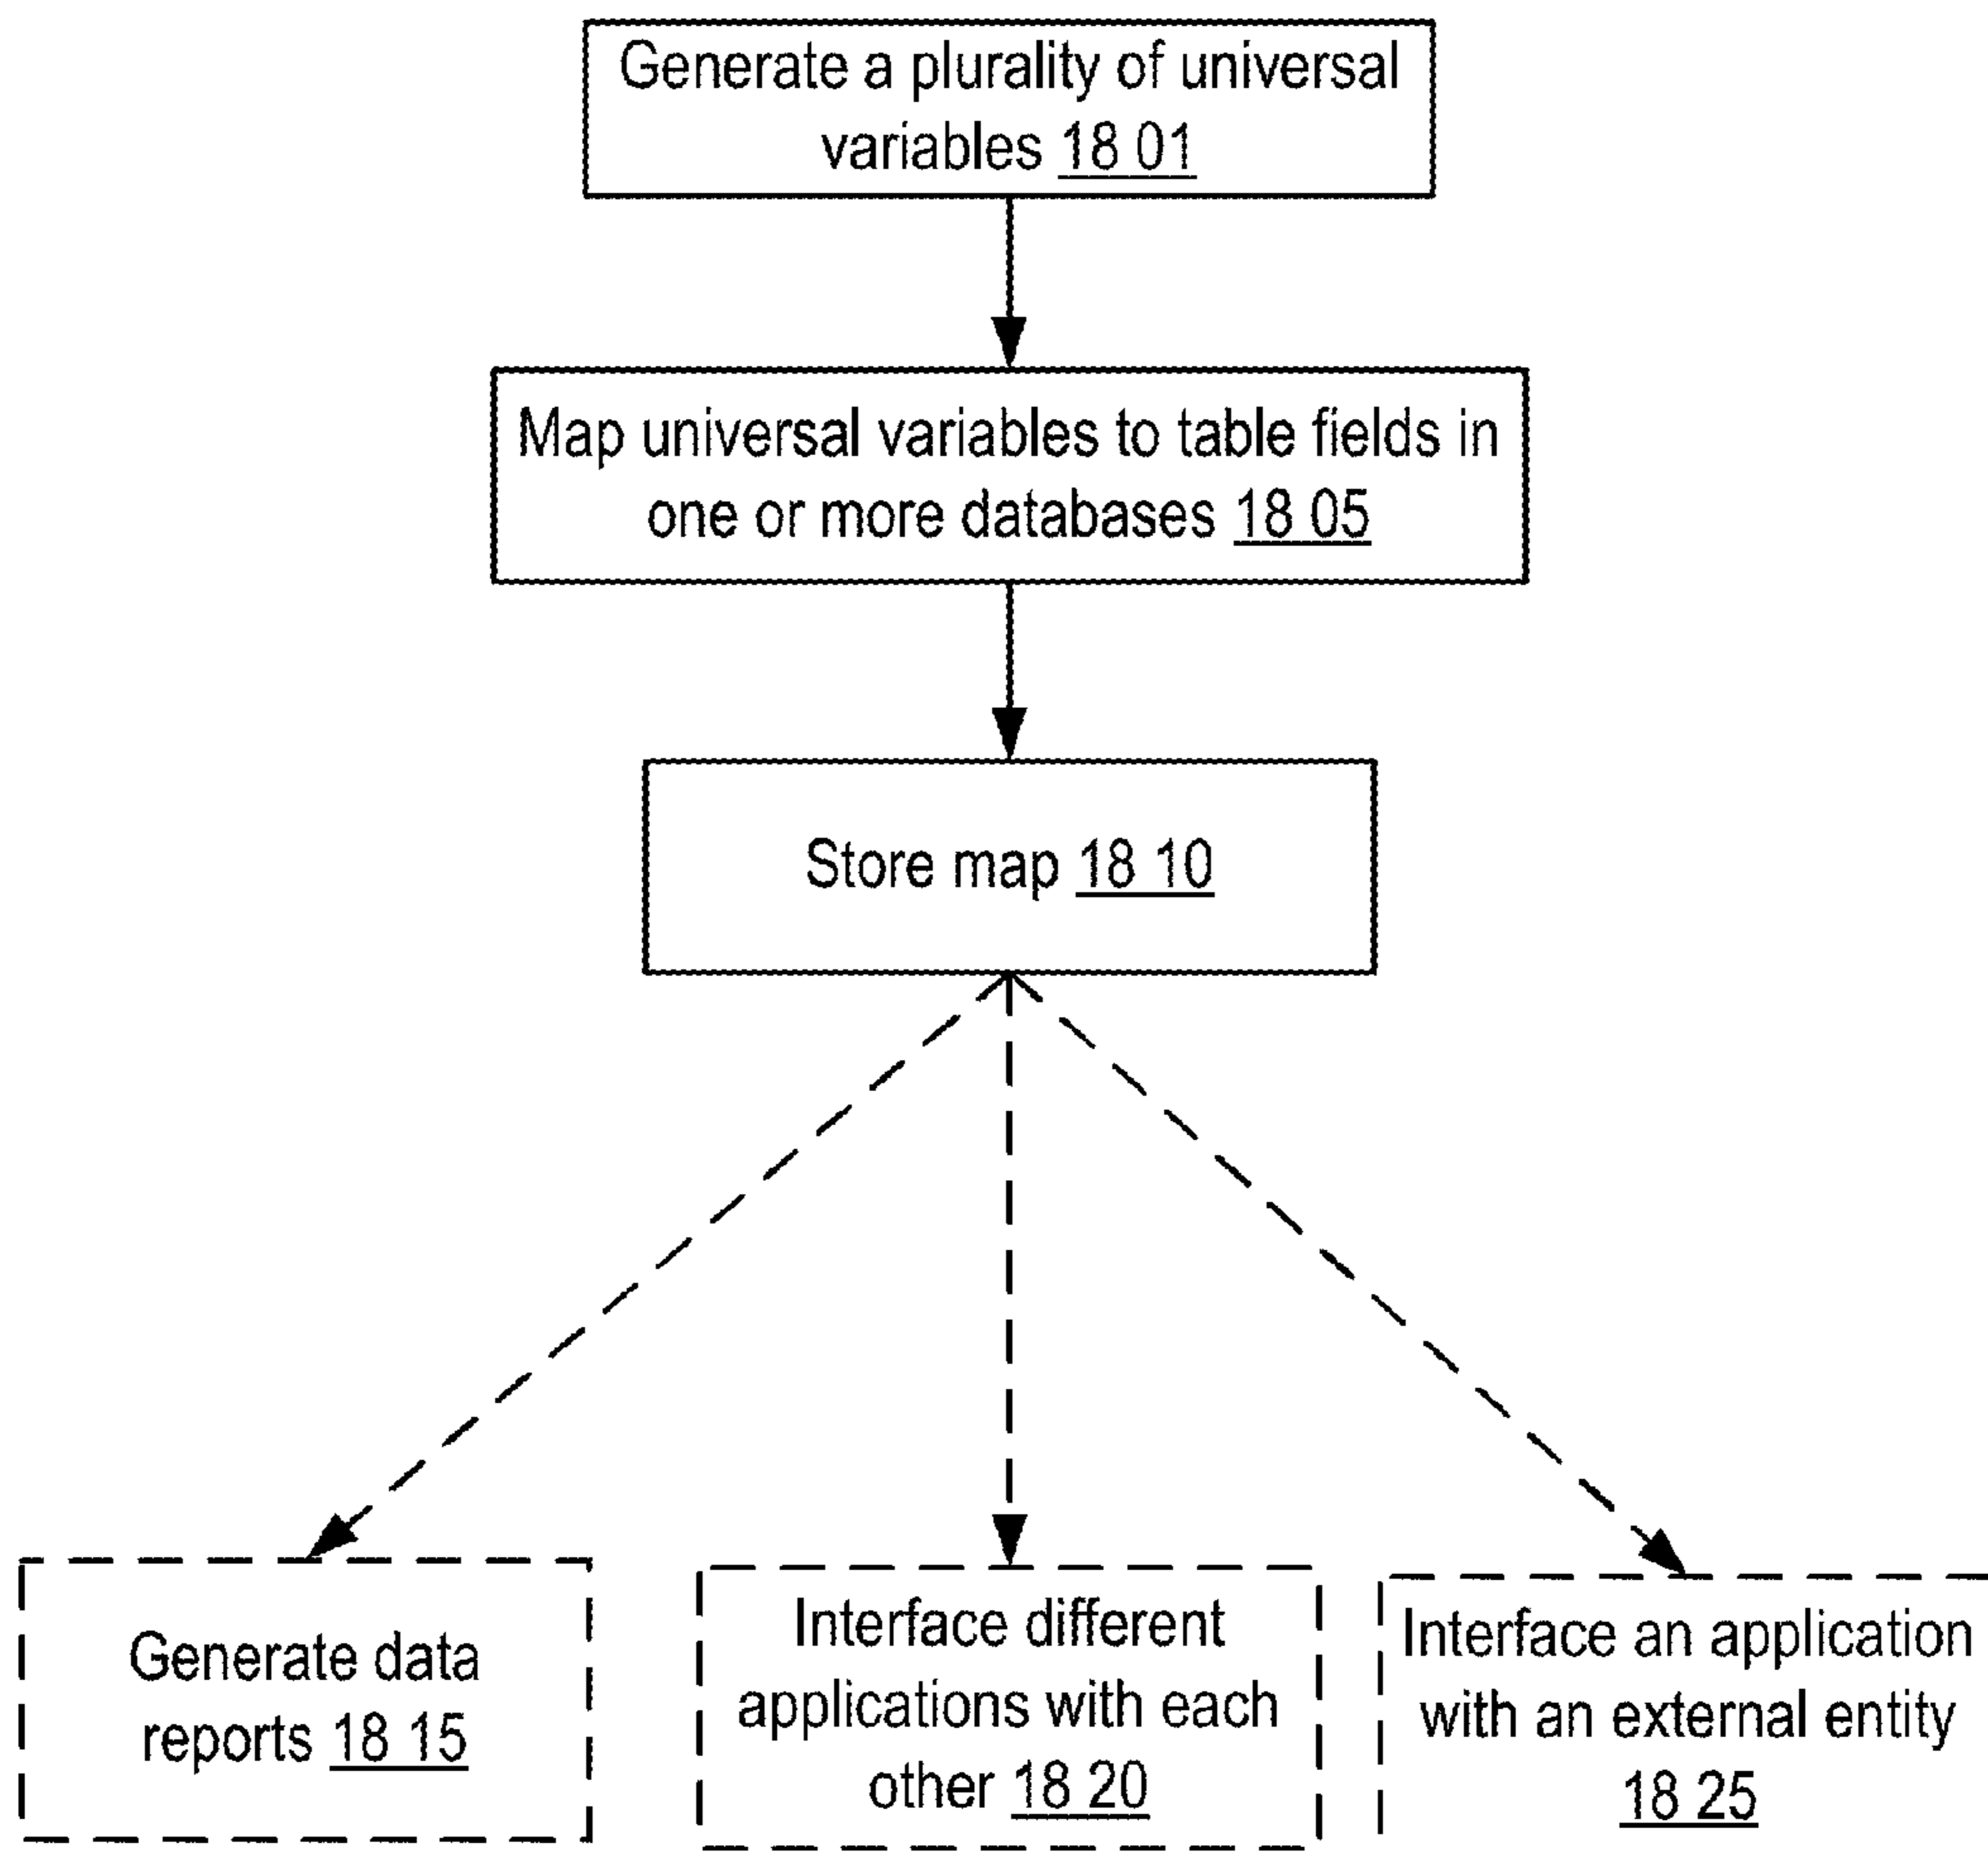 Generate a plurality of universal
variables 18 01
Map universal variables to table fields in
one or more databases 18 05
Store map 18 10
Generate data
reports 18 15
Interface different
applications with each
other 18 20
Interface an application
with an external entity
18 25